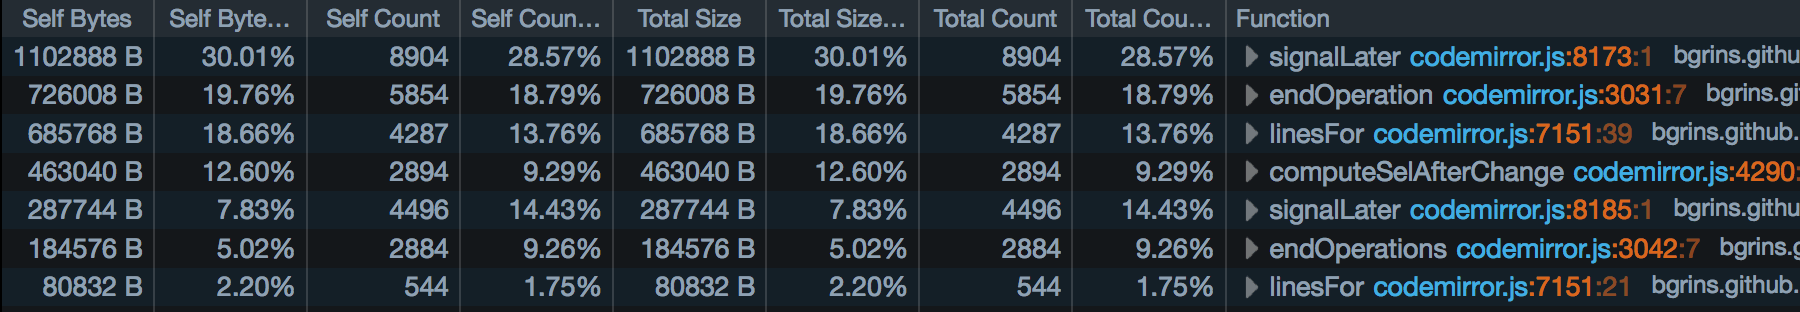 Self Bytes Self Byte... Self Count Self Coun... Total Size Total Size... Total Count Total Cou... Function
1102888 B 30.01% 8904 28.57% 1102888 B 30.01% 8904 28.57% signalLater codemirror.js:8173:1 bgrins.githu
726008 B 19.76% 5854 18.79% 726008 B 19.76% 5854 18.79% endOperation codemirror.js:3031:7 bgrins.git
685768 B 18.66% 4287 13.76% 685768 B 18.66% 4287 13.76% linesFor codemirror.js:7151:39 bgrins.github.
463040 B 12.60% 2894 9.29% 463040 B 12.60% 2894 9.29% computeSelAfterChange codemirror.js:4290:
287744 B 7.83% 4496 14.43% 287744 B 7.83% 4496 14.43% signalLater codemirror.js:8185:1 bgrins.githu
184576 B 5.02% 2884 9.26% 184576 B 5.02% 2884 9.26% endOperations codemirror.js:3042:7 bgrins.g
80832 B 2.20% 544 1.75% 80832 B 2.20% 544 1.75% linesFor codemirror.js:7151:21 bgrins.github.